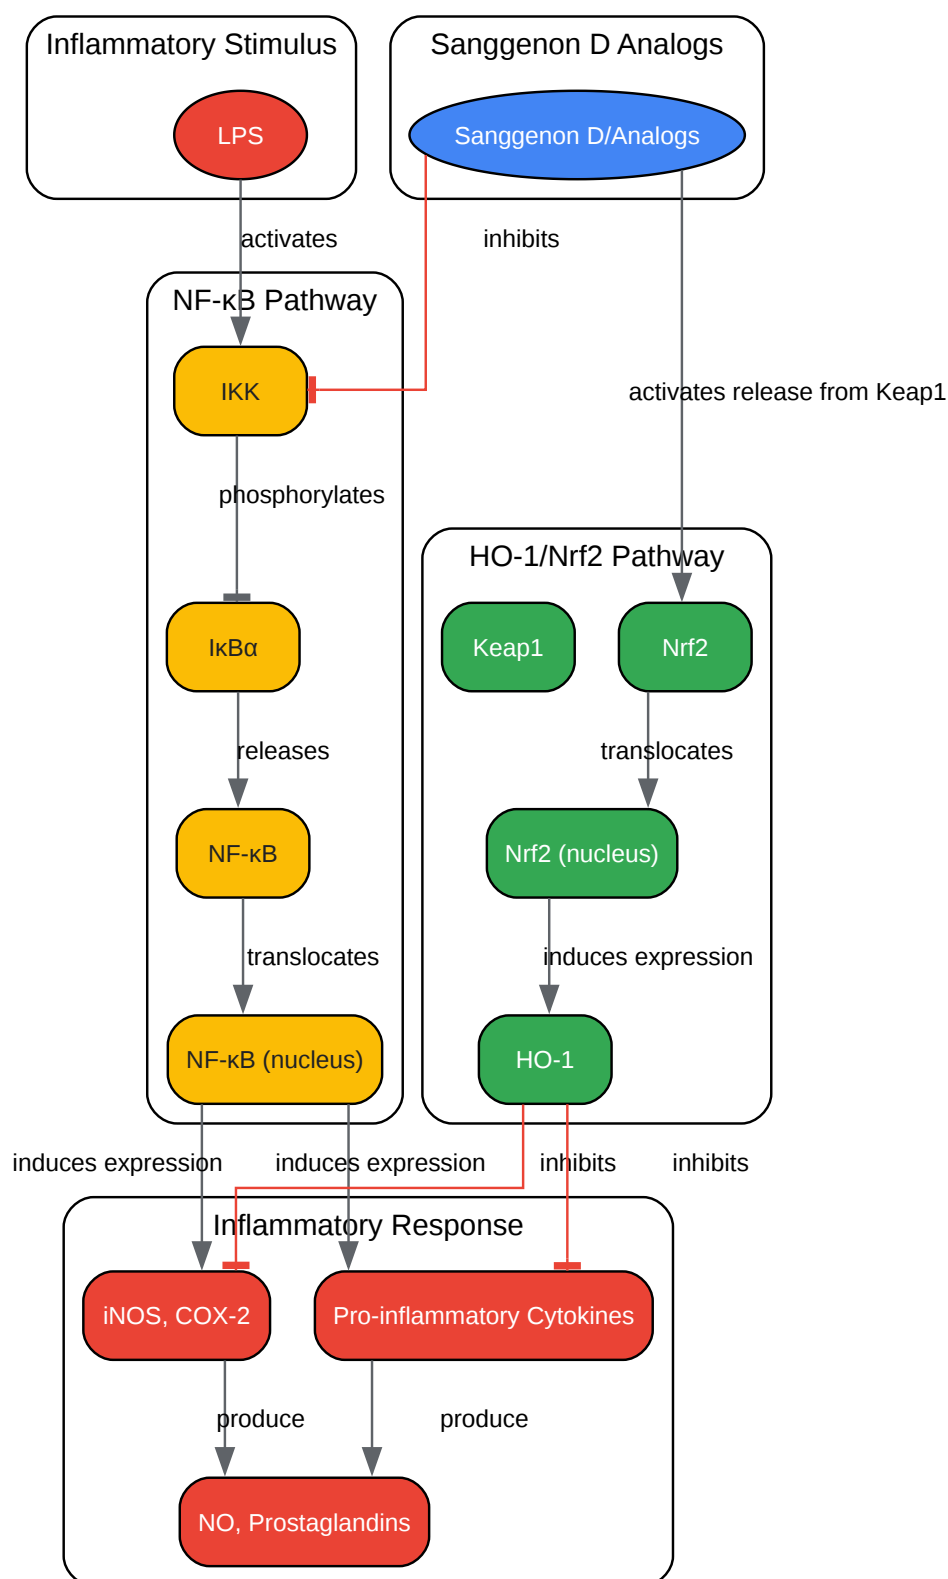 Inflammatory Stimulus
Sanggenon D Analogs
LPS
Sanggenon D/Analogs
activates
inhibits
NF-κB Pathway
IKK
activates release from Keap1
phosphorylates
HO-1/Nrf2 Pathway
IκBα
Keap1
Nrf2
releases
translocates
NF-κB
Nrf2 (nucleus)
translocates
induces expression
NF-κB (nucleus)
HO-1
induces expression
induces expression
inhibits
inhibits
Inflammatory Response
iNOS, COX-2
Pro-inflammatory Cytokines
produce
produce
NO, Prostaglandins